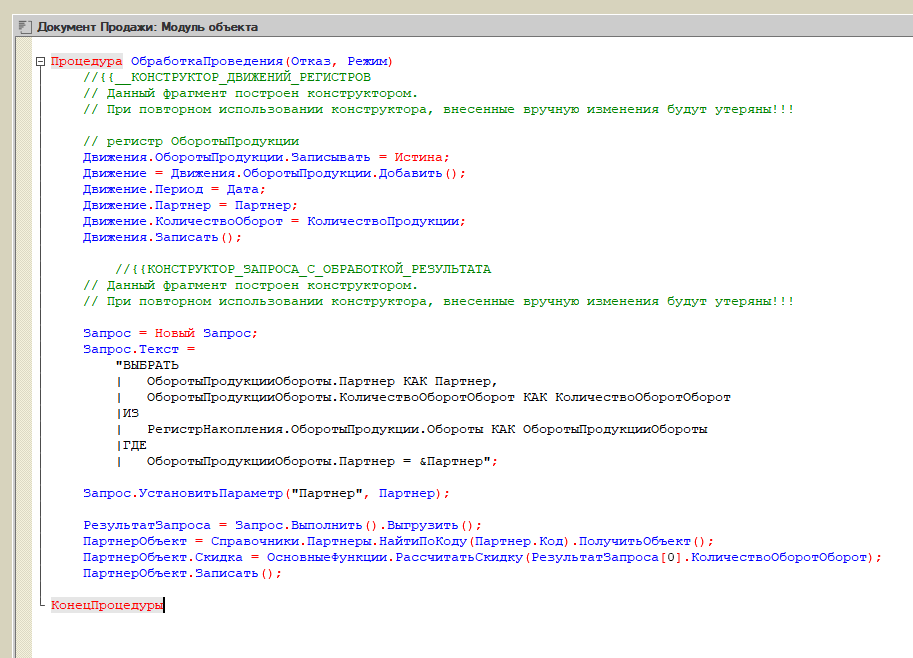 Документ Продажи: Модуль объекта
Процедура ОбработкаПроведения(Отказ, Режим)
//{{__КОНСТРУКТОР_ДВИЖЕНИЙ_РЕГИСТРОВ
// Данный фрагмент построен конструктором.
// При повторном использовании конструктора, внесенные вручную изменения будут утеряны!!!
// регистр ОборотыПродукции
Движения.ОборотыПродукции.Записывать = Истина;
Движение = Движения.ОборотыПродукции.Добавить();
Движение.Период = Дата;
Движение.Партнер = Партнер;
Движение.КоличествоОборот = КоличествоПродукции;
Движения.Записать();
//{{КОНСТРУКТОР_ЗАПРОСА_С_ОБРАБОТКОЙ_РЕЗУЛЬТАТА
// Данный фрагмент построен конструктором.
// При повторном использовании конструктора, внесенные вручную изменения будут утеряны!!!
Запрос = Новый Запрос;
Запрос.Текст =
"ВЫБРАТЬ
| ОборотыПродукцииОбороты.Партнер КАК Партнер,
| ОборотыПродукцииОбороты.КоличествоОборотОборот КАК КоличествоОборотОборот
|ИЗ
| РегистрНакопления.ОборотыПродукции.Обороты КАК ОборотыПродукцииОбороты
|ГДЕ
| ОборотыПродукцииОбороты.Партнер = &Партнер";
Запрос.УстановитьПараметр("Партнер", Партнер);
РезультатЗапроса = Запрос.Выполнить().Выгрузить();
ПартнерОбъект = Справочники.Партнеры.НайтиПоКоду(Партнер.Код).ПолучитьОбъект();
ПартнерОбъект.Скидка = ОсновныеФункции.РассчитатьСкидку(РезультатЗапроса[0].КоличествоОборотОборот);
ПартнерОбъект.Записать();
КонецПроцедуры